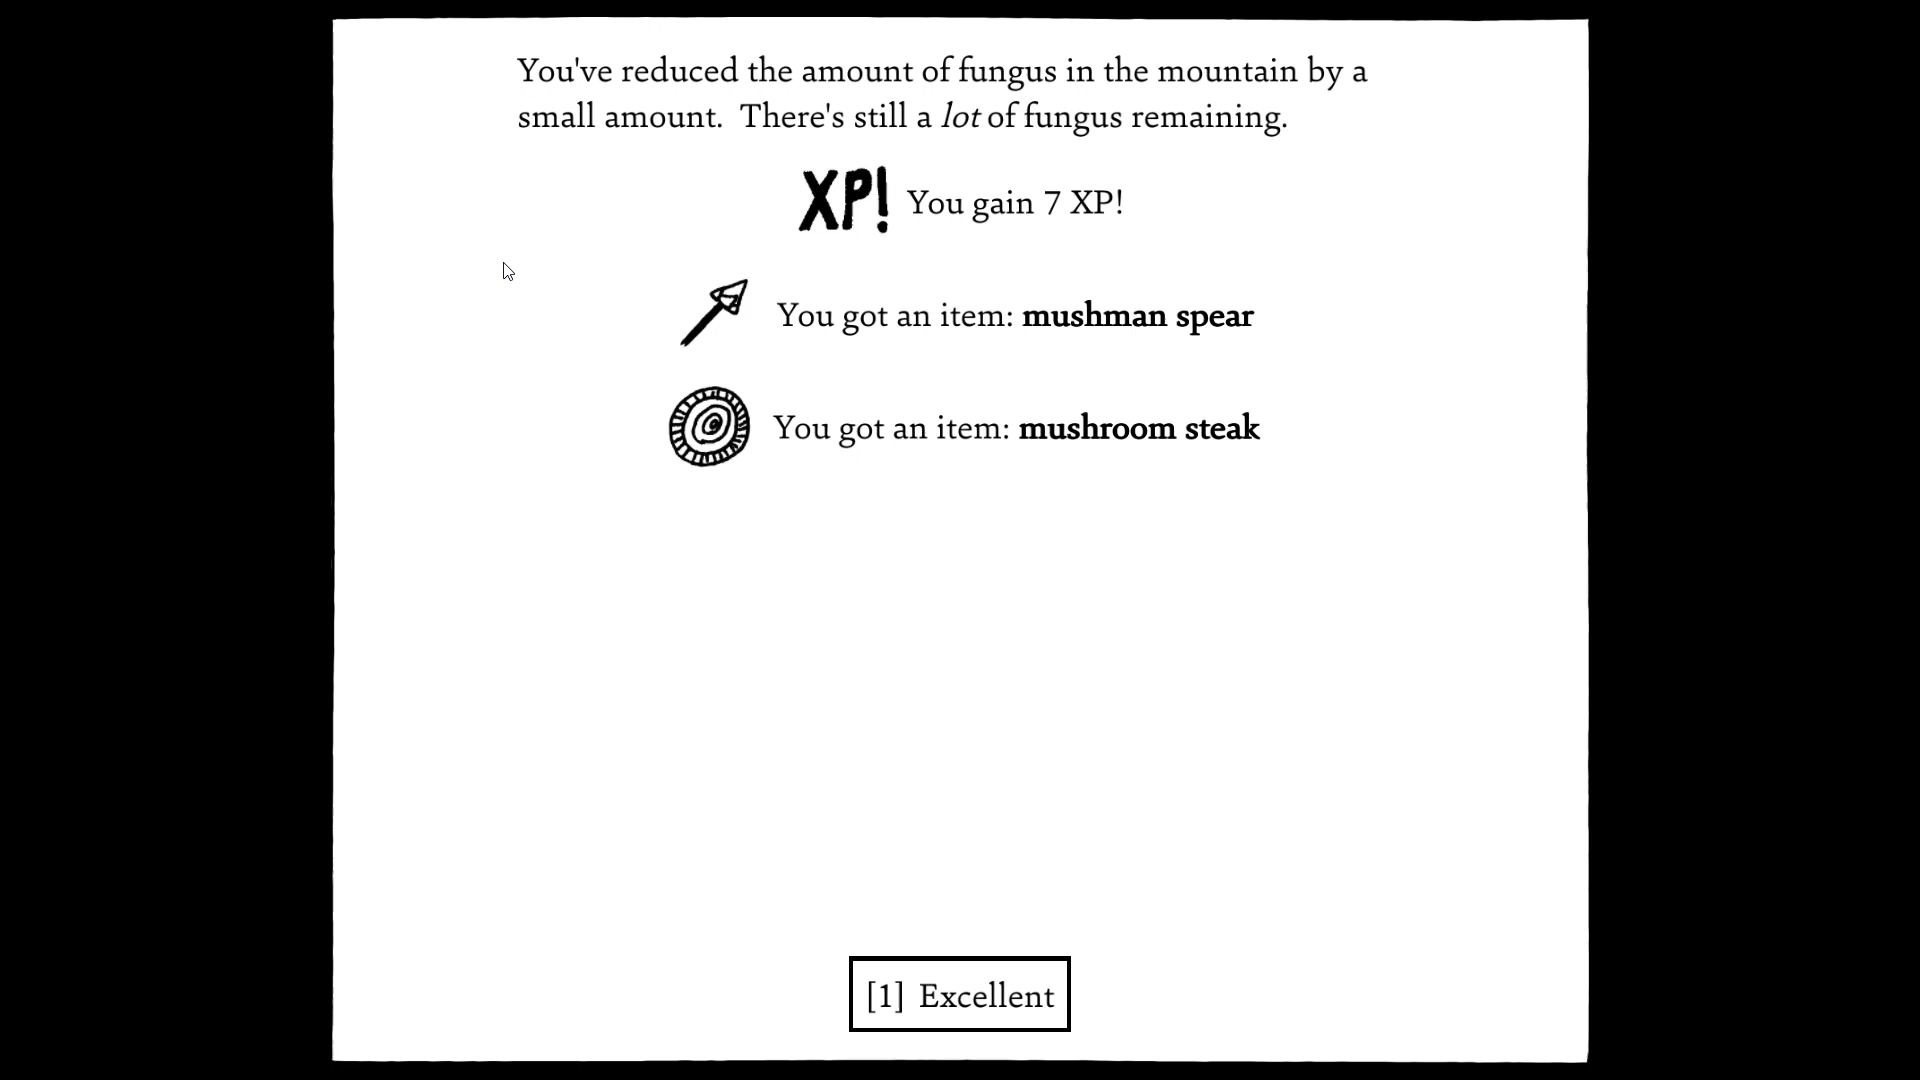 You've reduced the amount of fungus in the mountain by a
small amount.  There's still a lot of fungus remaining.
XP! You gain 7 XP!
You got an item: mushman spear
You got an item: mushroom steak
[1] Excellent